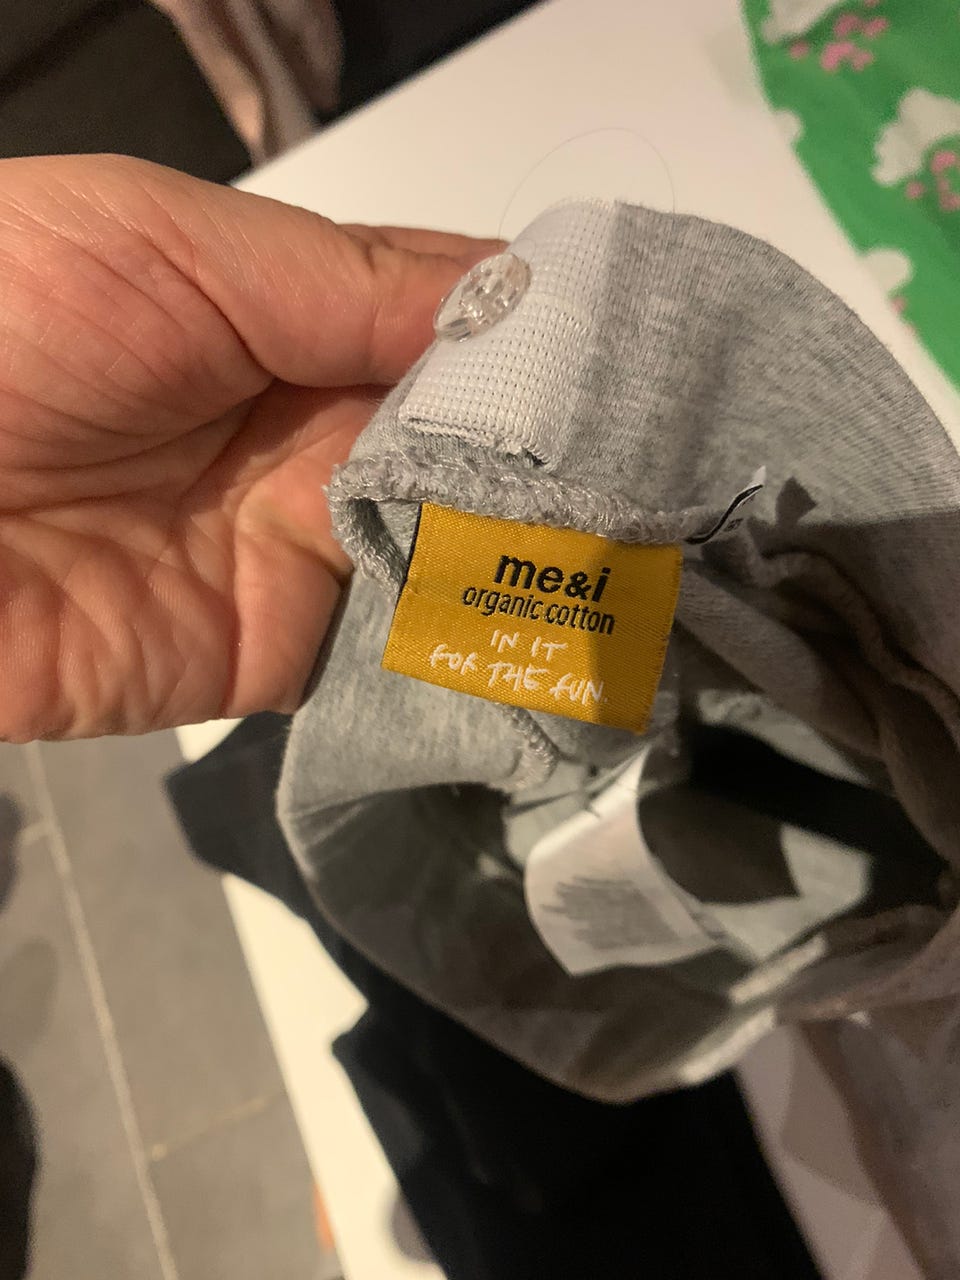 me&i
organic cotton
IN IT
FOR THE FUN.